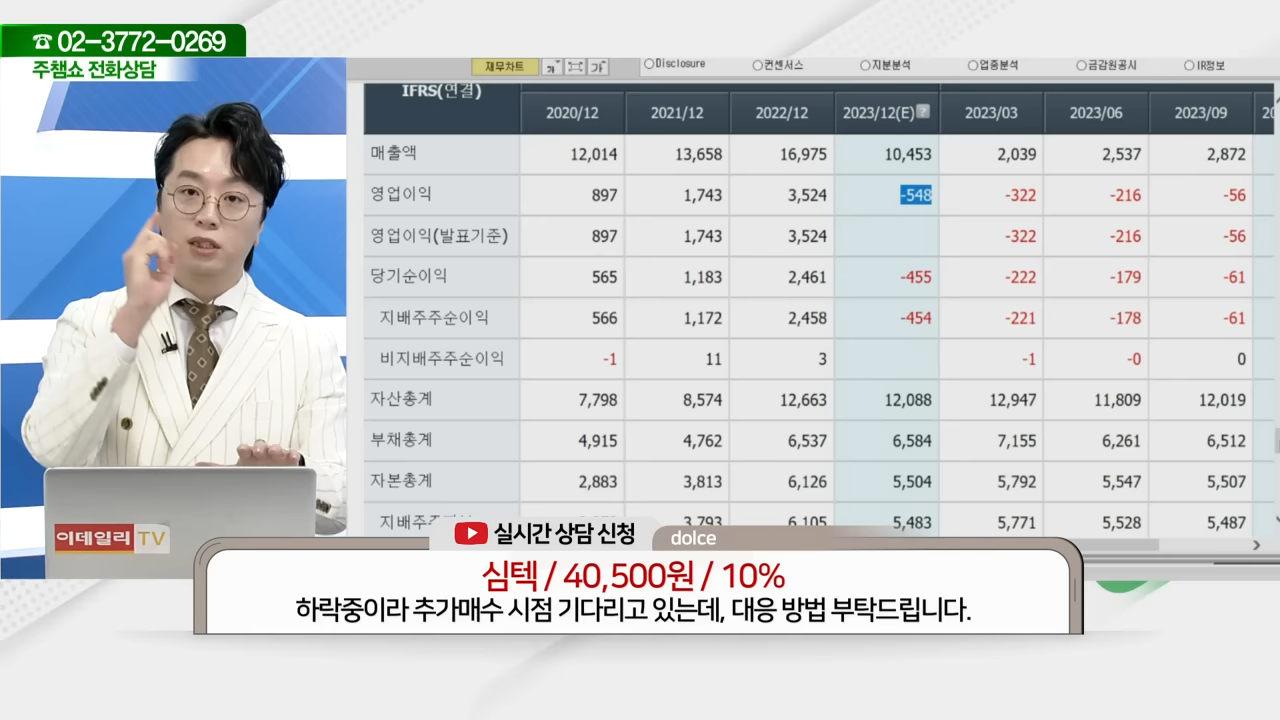 ☎ 02-3772-0269
주챔쇼 전화상담
재무차트
Disclosure 컨센서스 지분분석 업종분석 금감원공시 IR정보
IFRS(연결)
2020/12 2021/12 2022/12 2023/12(E) 2023/03 2023/06 2023/09
매출액 12,014 13,658 16,975 10,453 2,039 2,537 2,872
영업이익 897 1,743 3,524 -548 -322 -216 -56
영업이익(발표기준) 897 1,743 3,524 -322 -216 -56
당기순이익 565 1,183 2,461 -455 -222 -179 -61
지배주주순이익 566 1,172 2,458 -454 -221 -178 -61
비지배주주순이익 -1 11 3 -1 -0 0
자산총계 7,798 8,574 12,663 12,088 12,947 11,809 12,019
부채총계 4,915 4,762 6,537 6,584 7,155 6,261 6,512
자본총계 2,883 3,813 6,126 5,504 5,792 5,547 5,507
3,793 6,105 5,483 5,771 5,528 5,487
이데일리 TV
실시간 상담 신청 dolce
심텍 / 40,500원 / 10%
하락중이라 추가매수 시점 기다리고 있는데, 대응 방법 부탁드립니다.